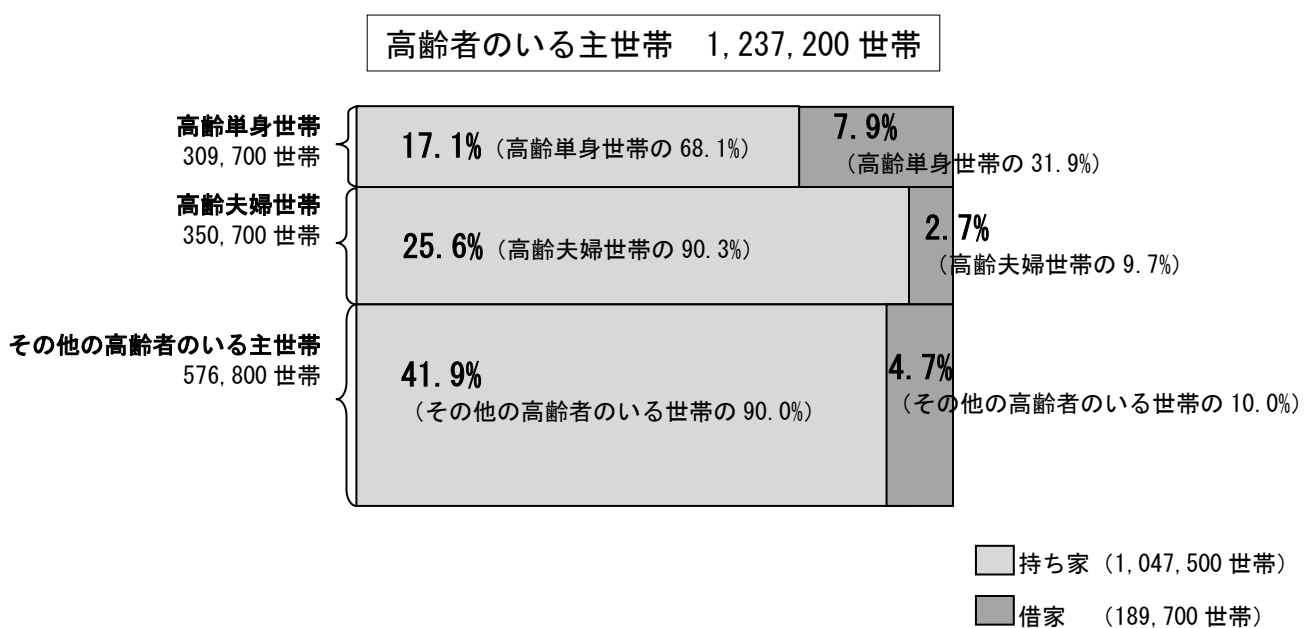 高齢者のいる主世帯　1,237,200 世帯
高齢単身世帯
309,700 世帯
17.1%（高齢単身世帯の 68.1%）
7.9%
（高齢単身世帯の 31.9%）
高齢夫婦世帯
350,700 世帯
25.6%（高齢夫婦世帯の 90.3%）
2.7%
（高齢夫婦世帯の 9.7%）
その他の高齢者のいる主世帯
576,800 世帯
41.9%
（その他の高齢者のいる世帯の 90.0%）
4.7%
（その他の高齢者のいる世帯の 10.0%）
持ち家（1,047,500 世帯）
借家　（189,700 世帯）